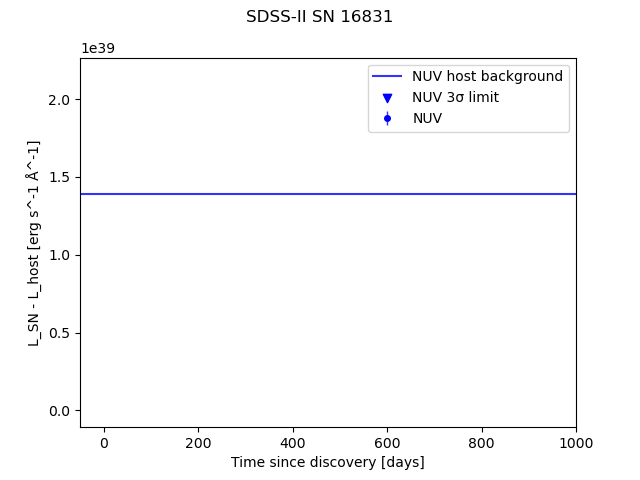 SDSS-II SN 16831
1e39
NUV host background
NUV 3σ limit
NUV
2.0
1.5
1.0
0.5
0.0
L_SN - L_host [erg s^-1 Å^-1]
0 200 400 600 800 1000
Time since discovery [days]